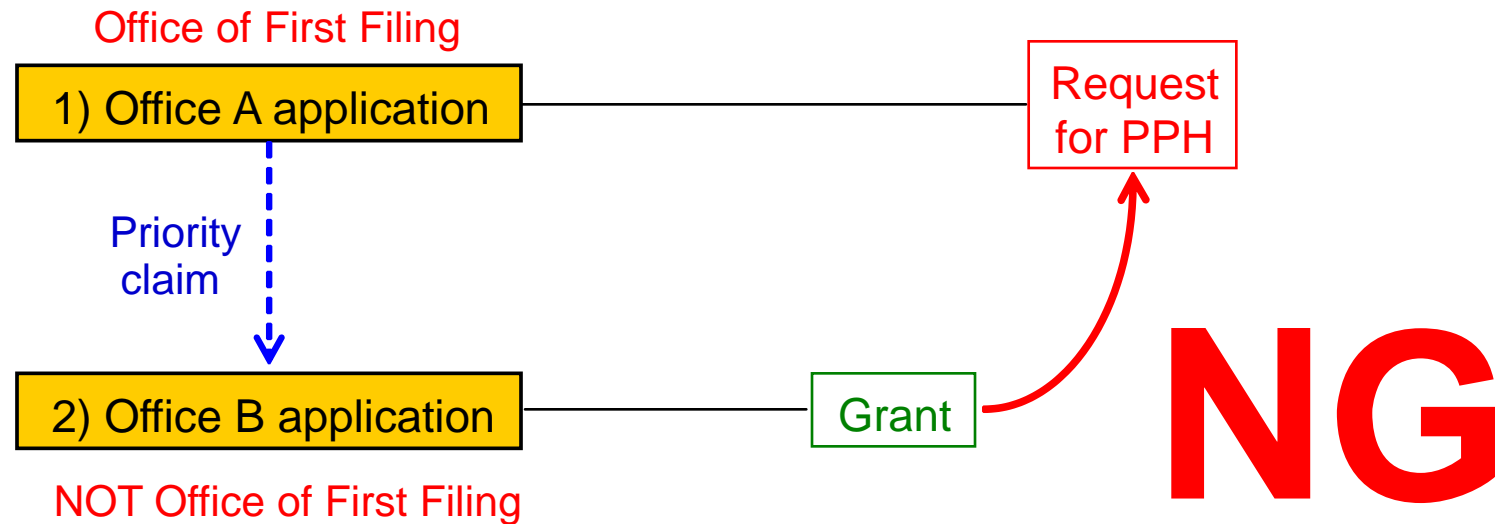 Office of First Filing
1) Office A application
Request
for PPH
Priority
claim
2) Office B application
Grant
NG
NOT Office of First Filing